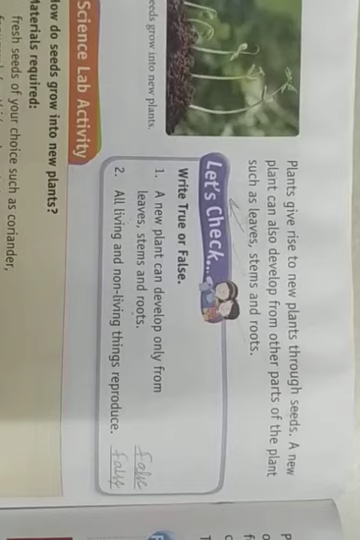 Plants give rise to new plants through seeds. A new
plant can also develop from other parts of the plant
such as leaves, stems and roots.
Let's Check...
Write True or False.
1. A new plant can develop only from
leaves, stems and roots. False
2. All living and non-living things reproduce. False
eeds grow into new plants.
Science Lab Activity
How do seeds grow into new plants?
Materials required:
fresh seeds of your choice such as coriander,